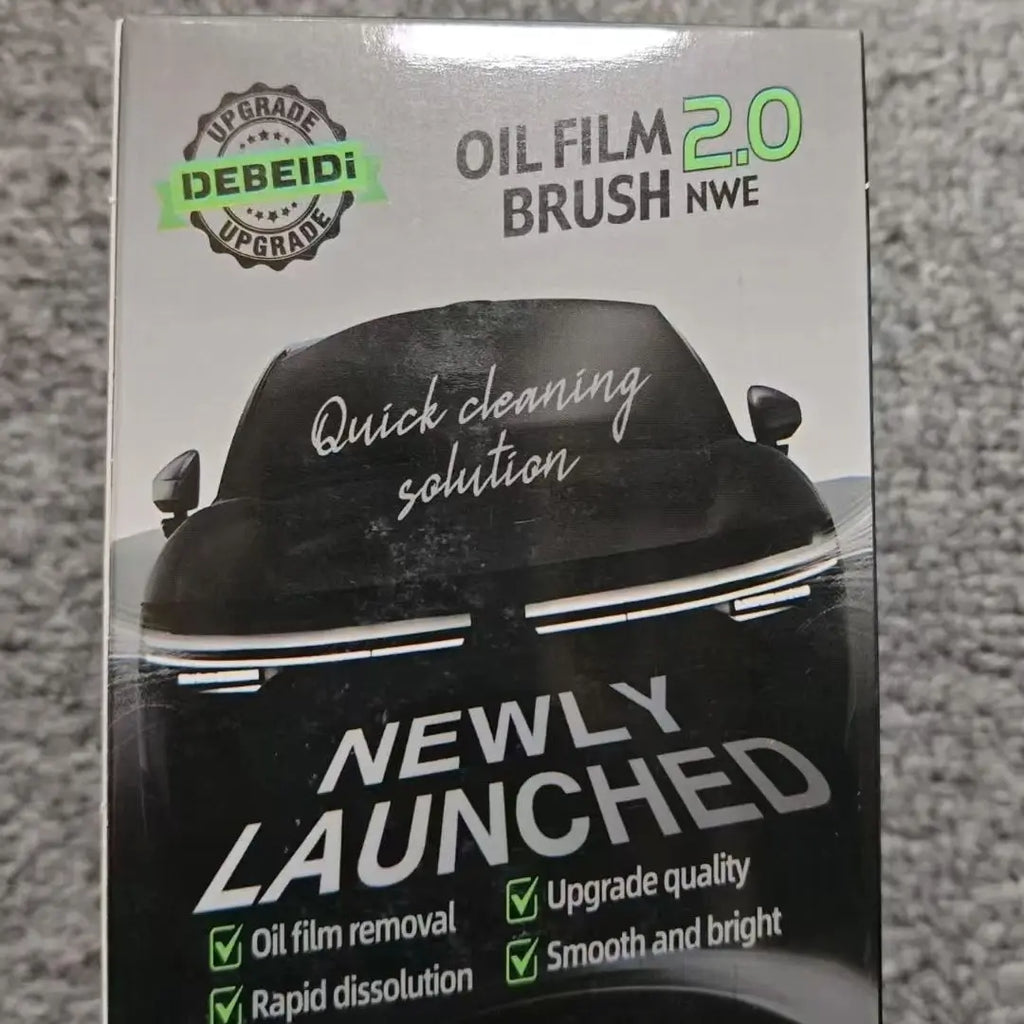 UPGRADE
DEBEIDi
UPGRADE
OIL FILM 2.0
BRUSH NWE
Quick cleaning
solution
NEWLY
LAUNCHED
Oil film removal
Upgrade quality
Rapid dissolution
Smooth and bright